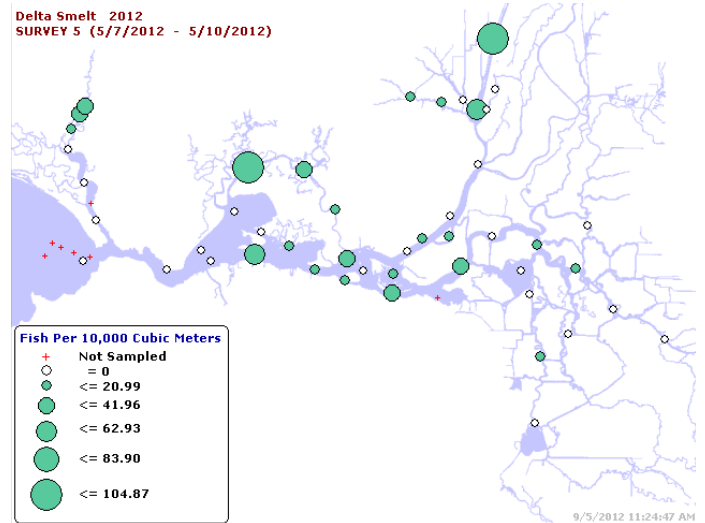 Delta Smelt 2012
SURVEY 5 (5/7/2012 - 5/10/2012)
Fish Per 10,000 Cubic Meters
Not Sampled
= 0
<= 20.99
<= 41.96
<= 62.93
<= 83.90
<= 104.87
9/5/2012 11:24:47 AM